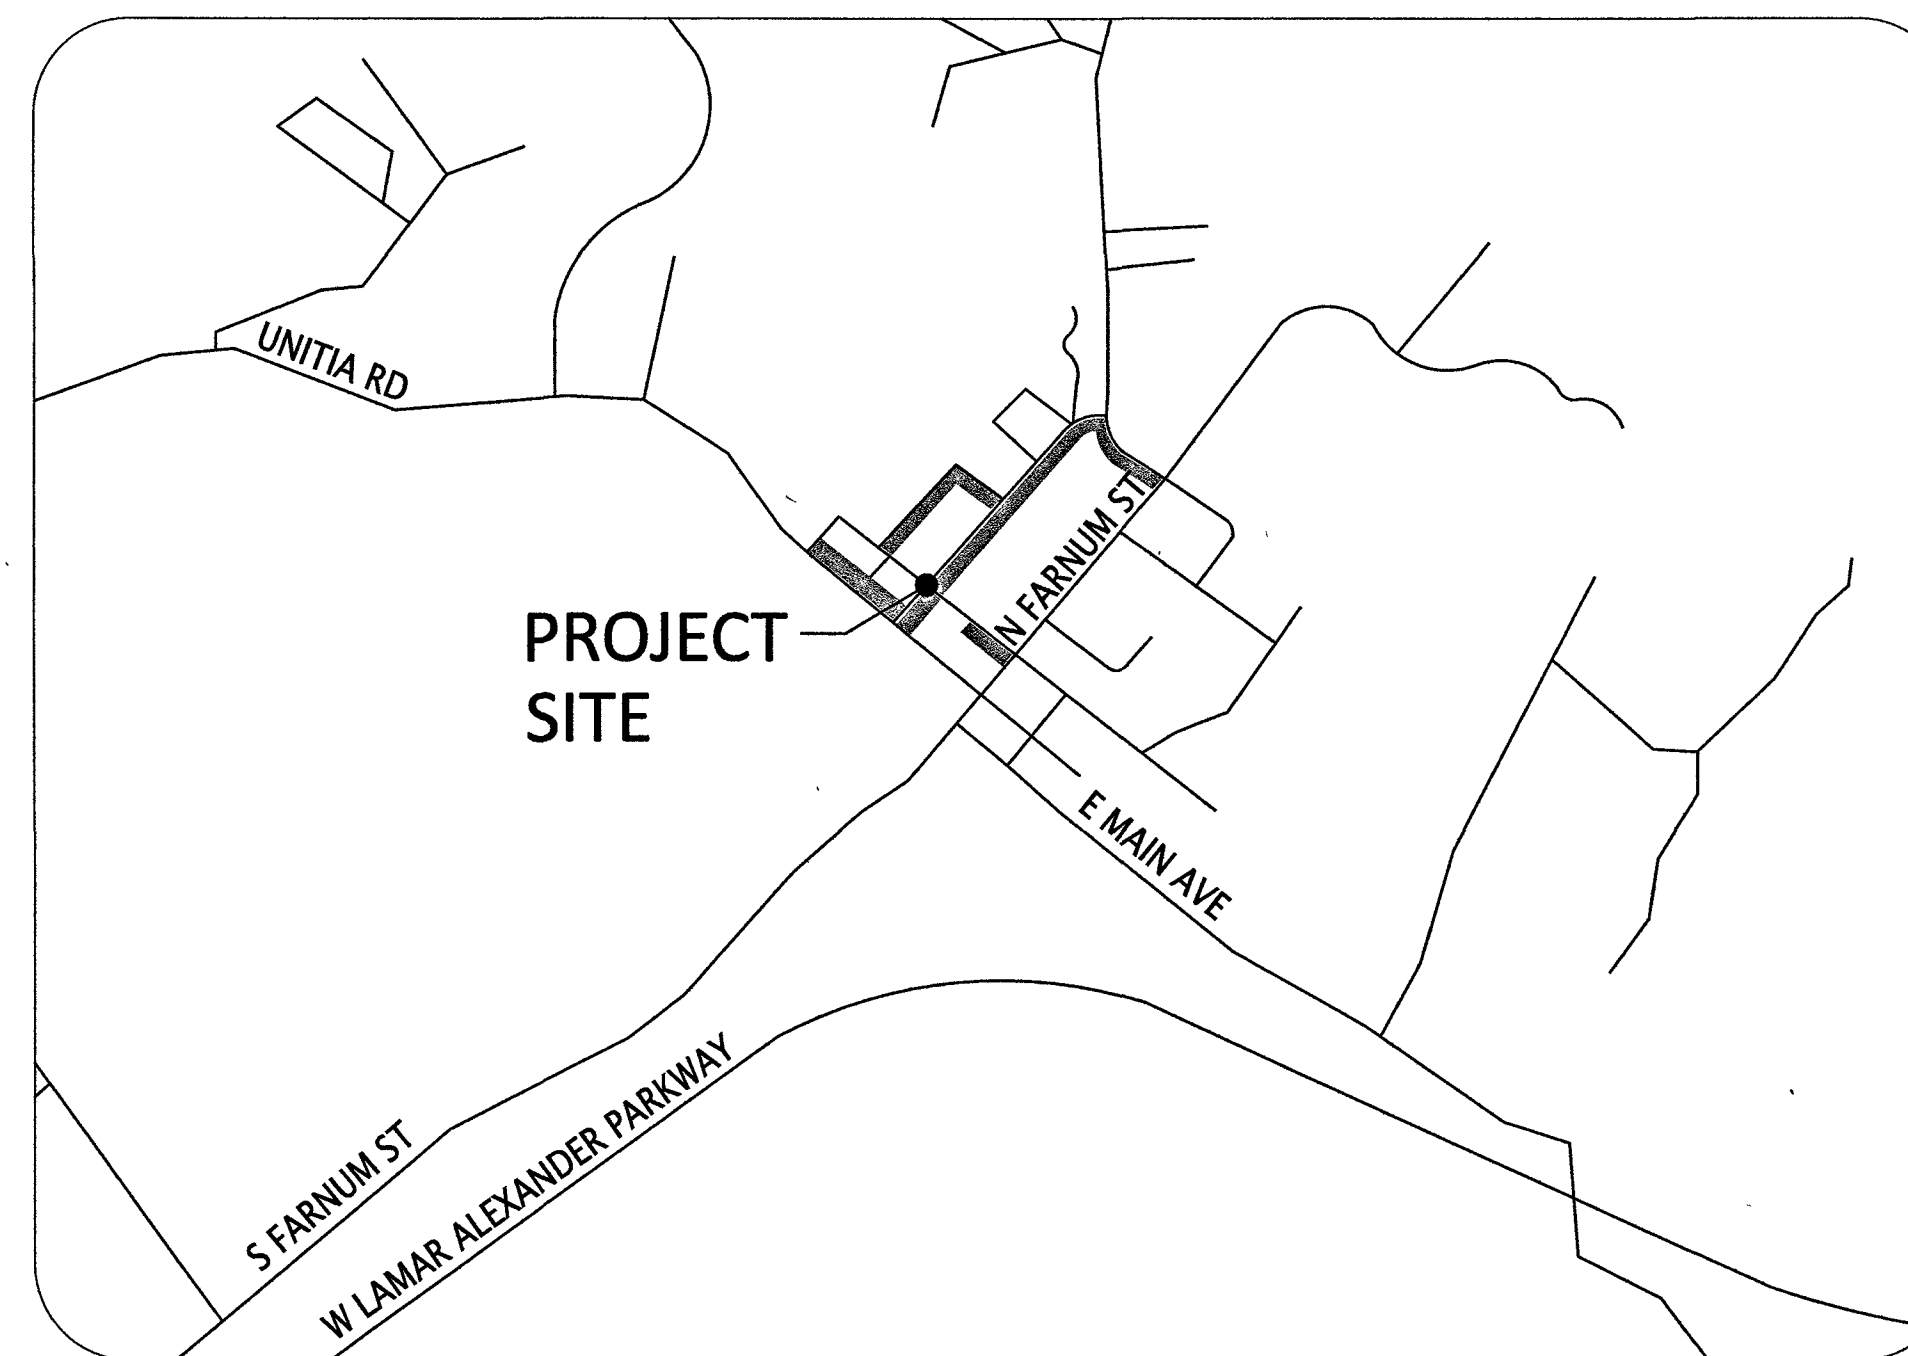 UNITIA RD
N FARNUM ST
PROJECT
SITE
E MAIN AVE
S FARNUM ST
W LAMAR ALEXANDER PARKWAY